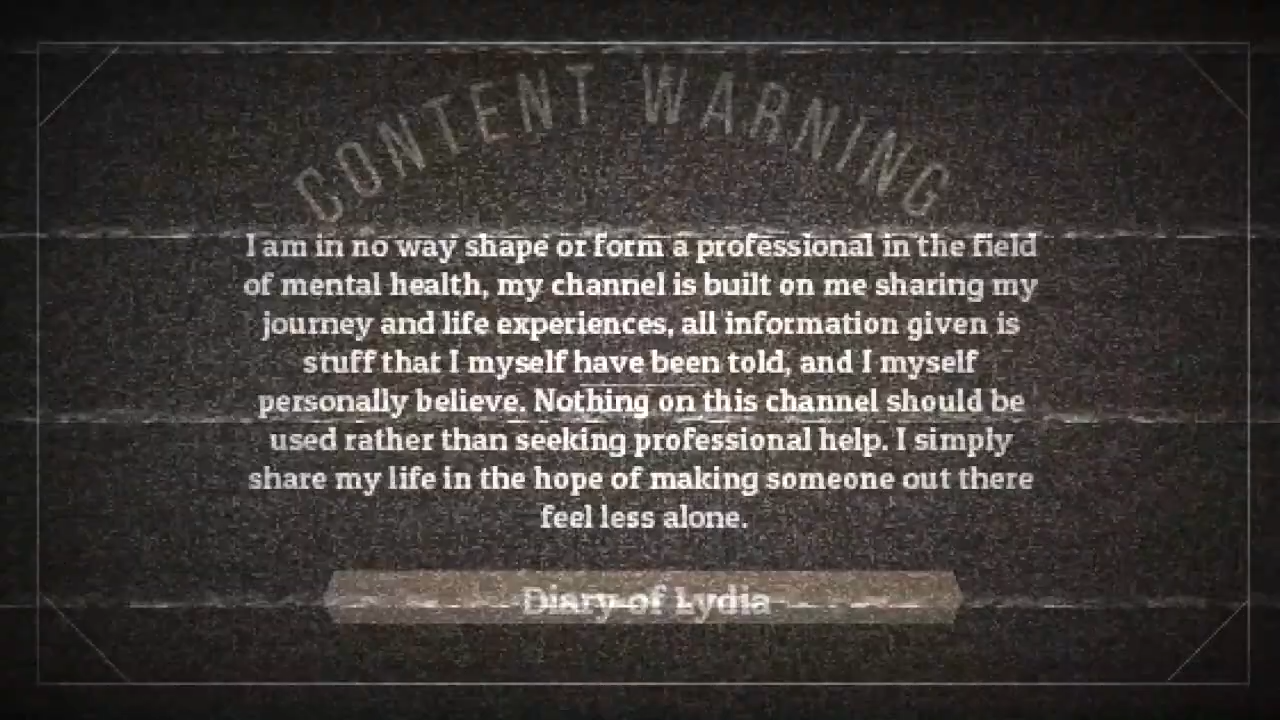 CONTENT WARNING
I am in no way shape or form a professional in the field
of mental health, my channel is built on me sharing my
journey and life experiences, all information given is
stuff that I myself have been told, and I myself
personally believe. Nothing on this channel should be
used rather than seeking professional help. I simply
share my life in the hope of making someone out there
feel less alone.
Diary of Lydia